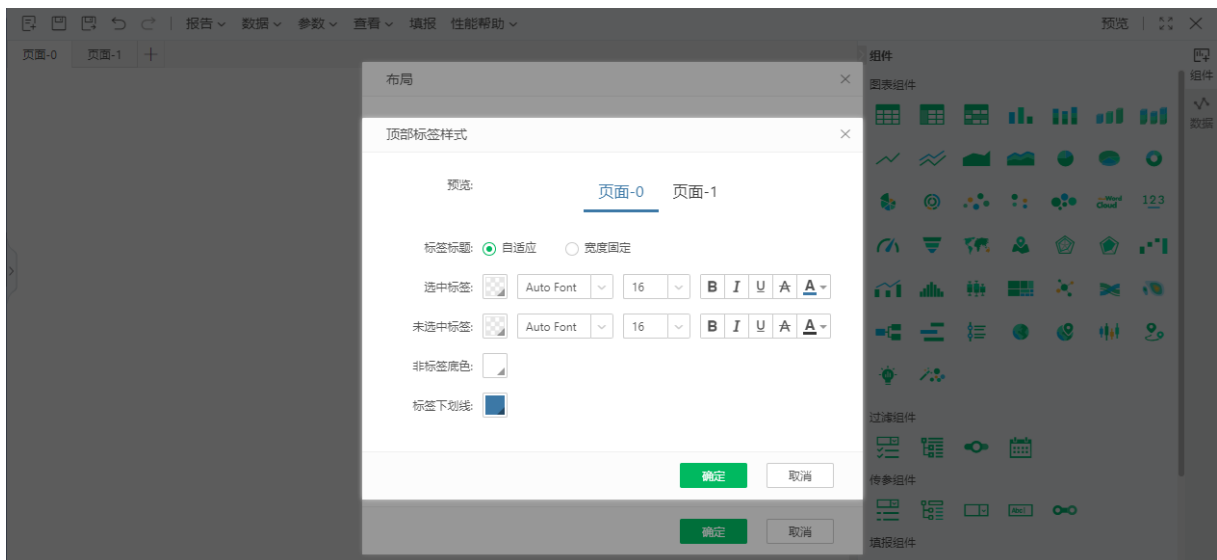 报告 数据 参数 查看 填报 性能帮助 预览
页面-0 页面-1 组件
布局
组件
图表组件
顶部标签样式
数据
预览: 页面-0 页面-1
Word Cloud 123
标签标题: 自适应 宽度固定
选中标签: Auto Font 16 B I U A A
未选中标签: Auto Font 16 B I U A A
非标签底色:
标签下划线:
过滤组件
确定 取消
传参组件
Abc
确定 取消
填报组件